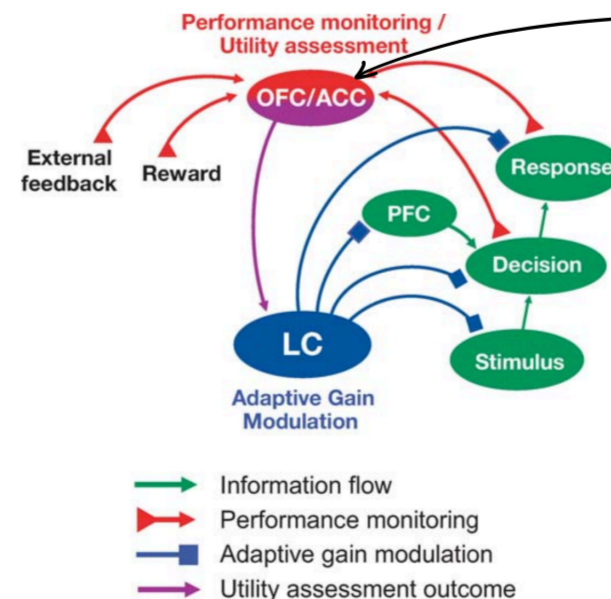 Performance monitoring /
Utility assessment
OFC/ACC
External
feedback
Reward
Response
PFC
Decision
LC
Stimulus
Adaptive Gain
Modulation
Information flow
Performance monitoring
Adaptive gain modulation
Utility assessment outcome